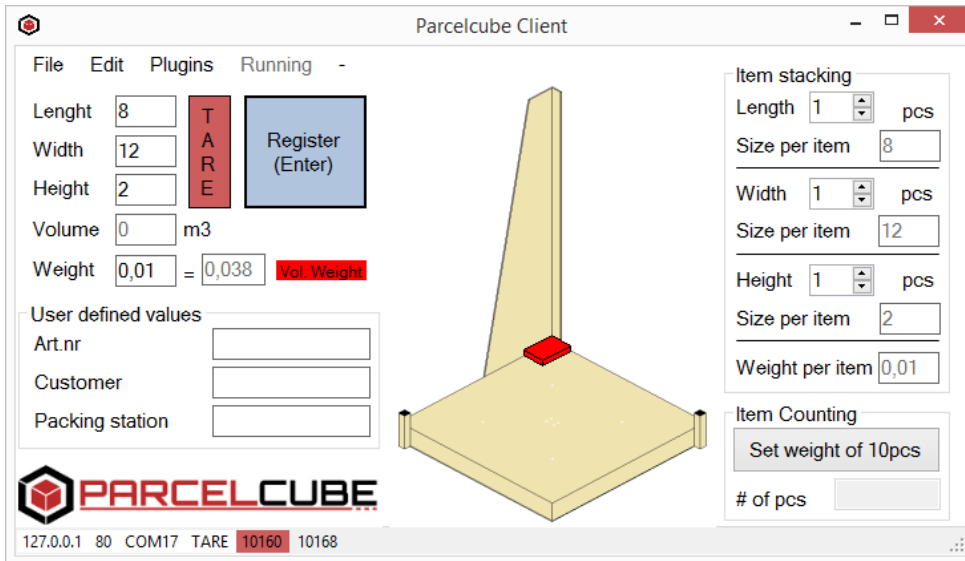 Parcelcube Client
File Edit Plugins Running -
Lenght 8
Width 12
Height 2
TARE
Register
(Enter)
Volume 0 m3
Weight 0,01 = 0,038 Vol. Weight
User defined values
Art.nr
Customer
Packing station
PARCELCUBE
Item stacking
Length 1 pcs
Size per item 8
Width 1 pcs
Size per item 12
Height 1 pcs
Size per item 2
Weight per item 0,01
Item Counting
Set weight of 10pcs
# of pcs
127.0.0.1 80 COM17 TARE 10160 10168